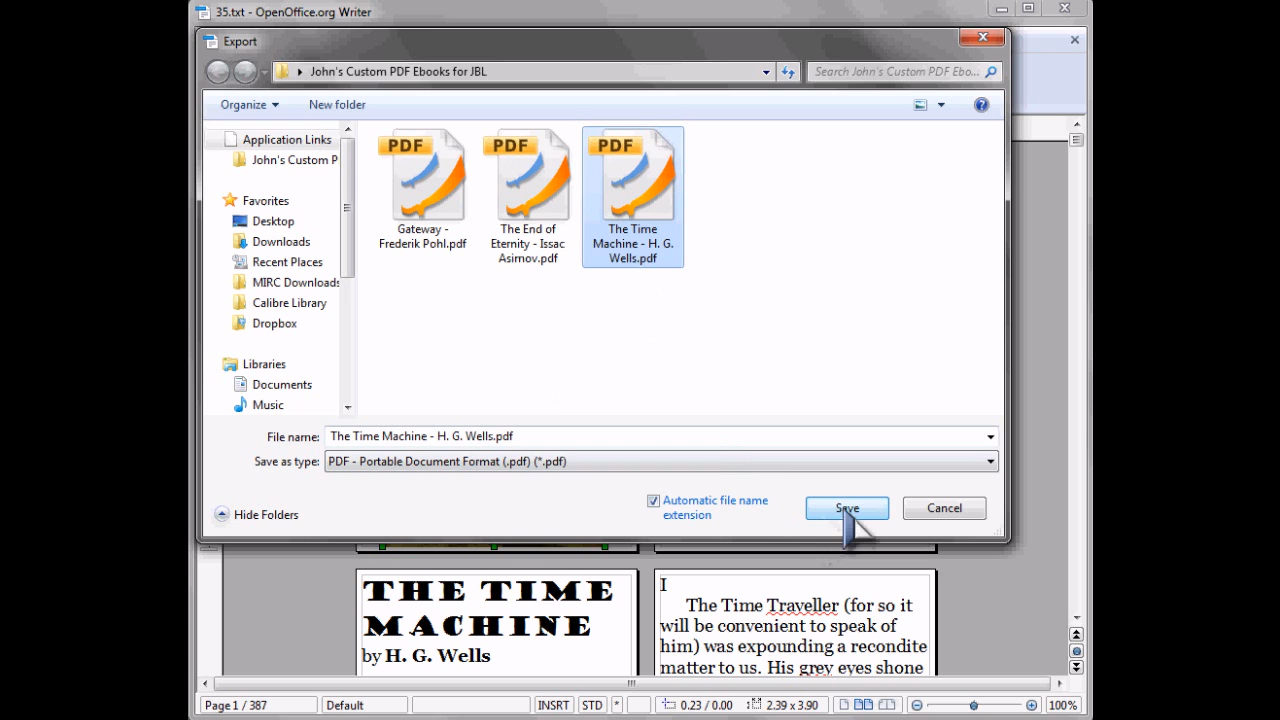 35.txt - OpenOffice.org Writer
Export
John's Custom PDF Ebooks for JBL
Search John's Custom PDF Ebo...
Organize
New folder
Application Links
John's Custom P
Favorites
Desktop
Downloads
Recent Places
MIRC Downloads
Calibre Library
Dropbox
Libraries
Documents
Music
PDF
PDF
PDF
Gateway -
Frederik Pohl.pdf
The End of
Eternity - Issac
Asimov.pdf
The Time
Machine - H. G.
Wells.pdf
File name: The Time Machine - H. G. Wells.pdf
Save as type: PDF - Portable Document Format (.pdf) (*.pdf)
Automatic file name
extension
Save
Cancel
Hide Folders
THE TIME
MACHINE
by H. G. Wells
I
The Time Traveller (for so it
will be convenient to speak of
him) was expounding a recondite
matter to us. His grey eyes shone
Page 1 / 387
Default
INSRT
STD
*
0.23 / 0.00
2.39 x 3.90
100%